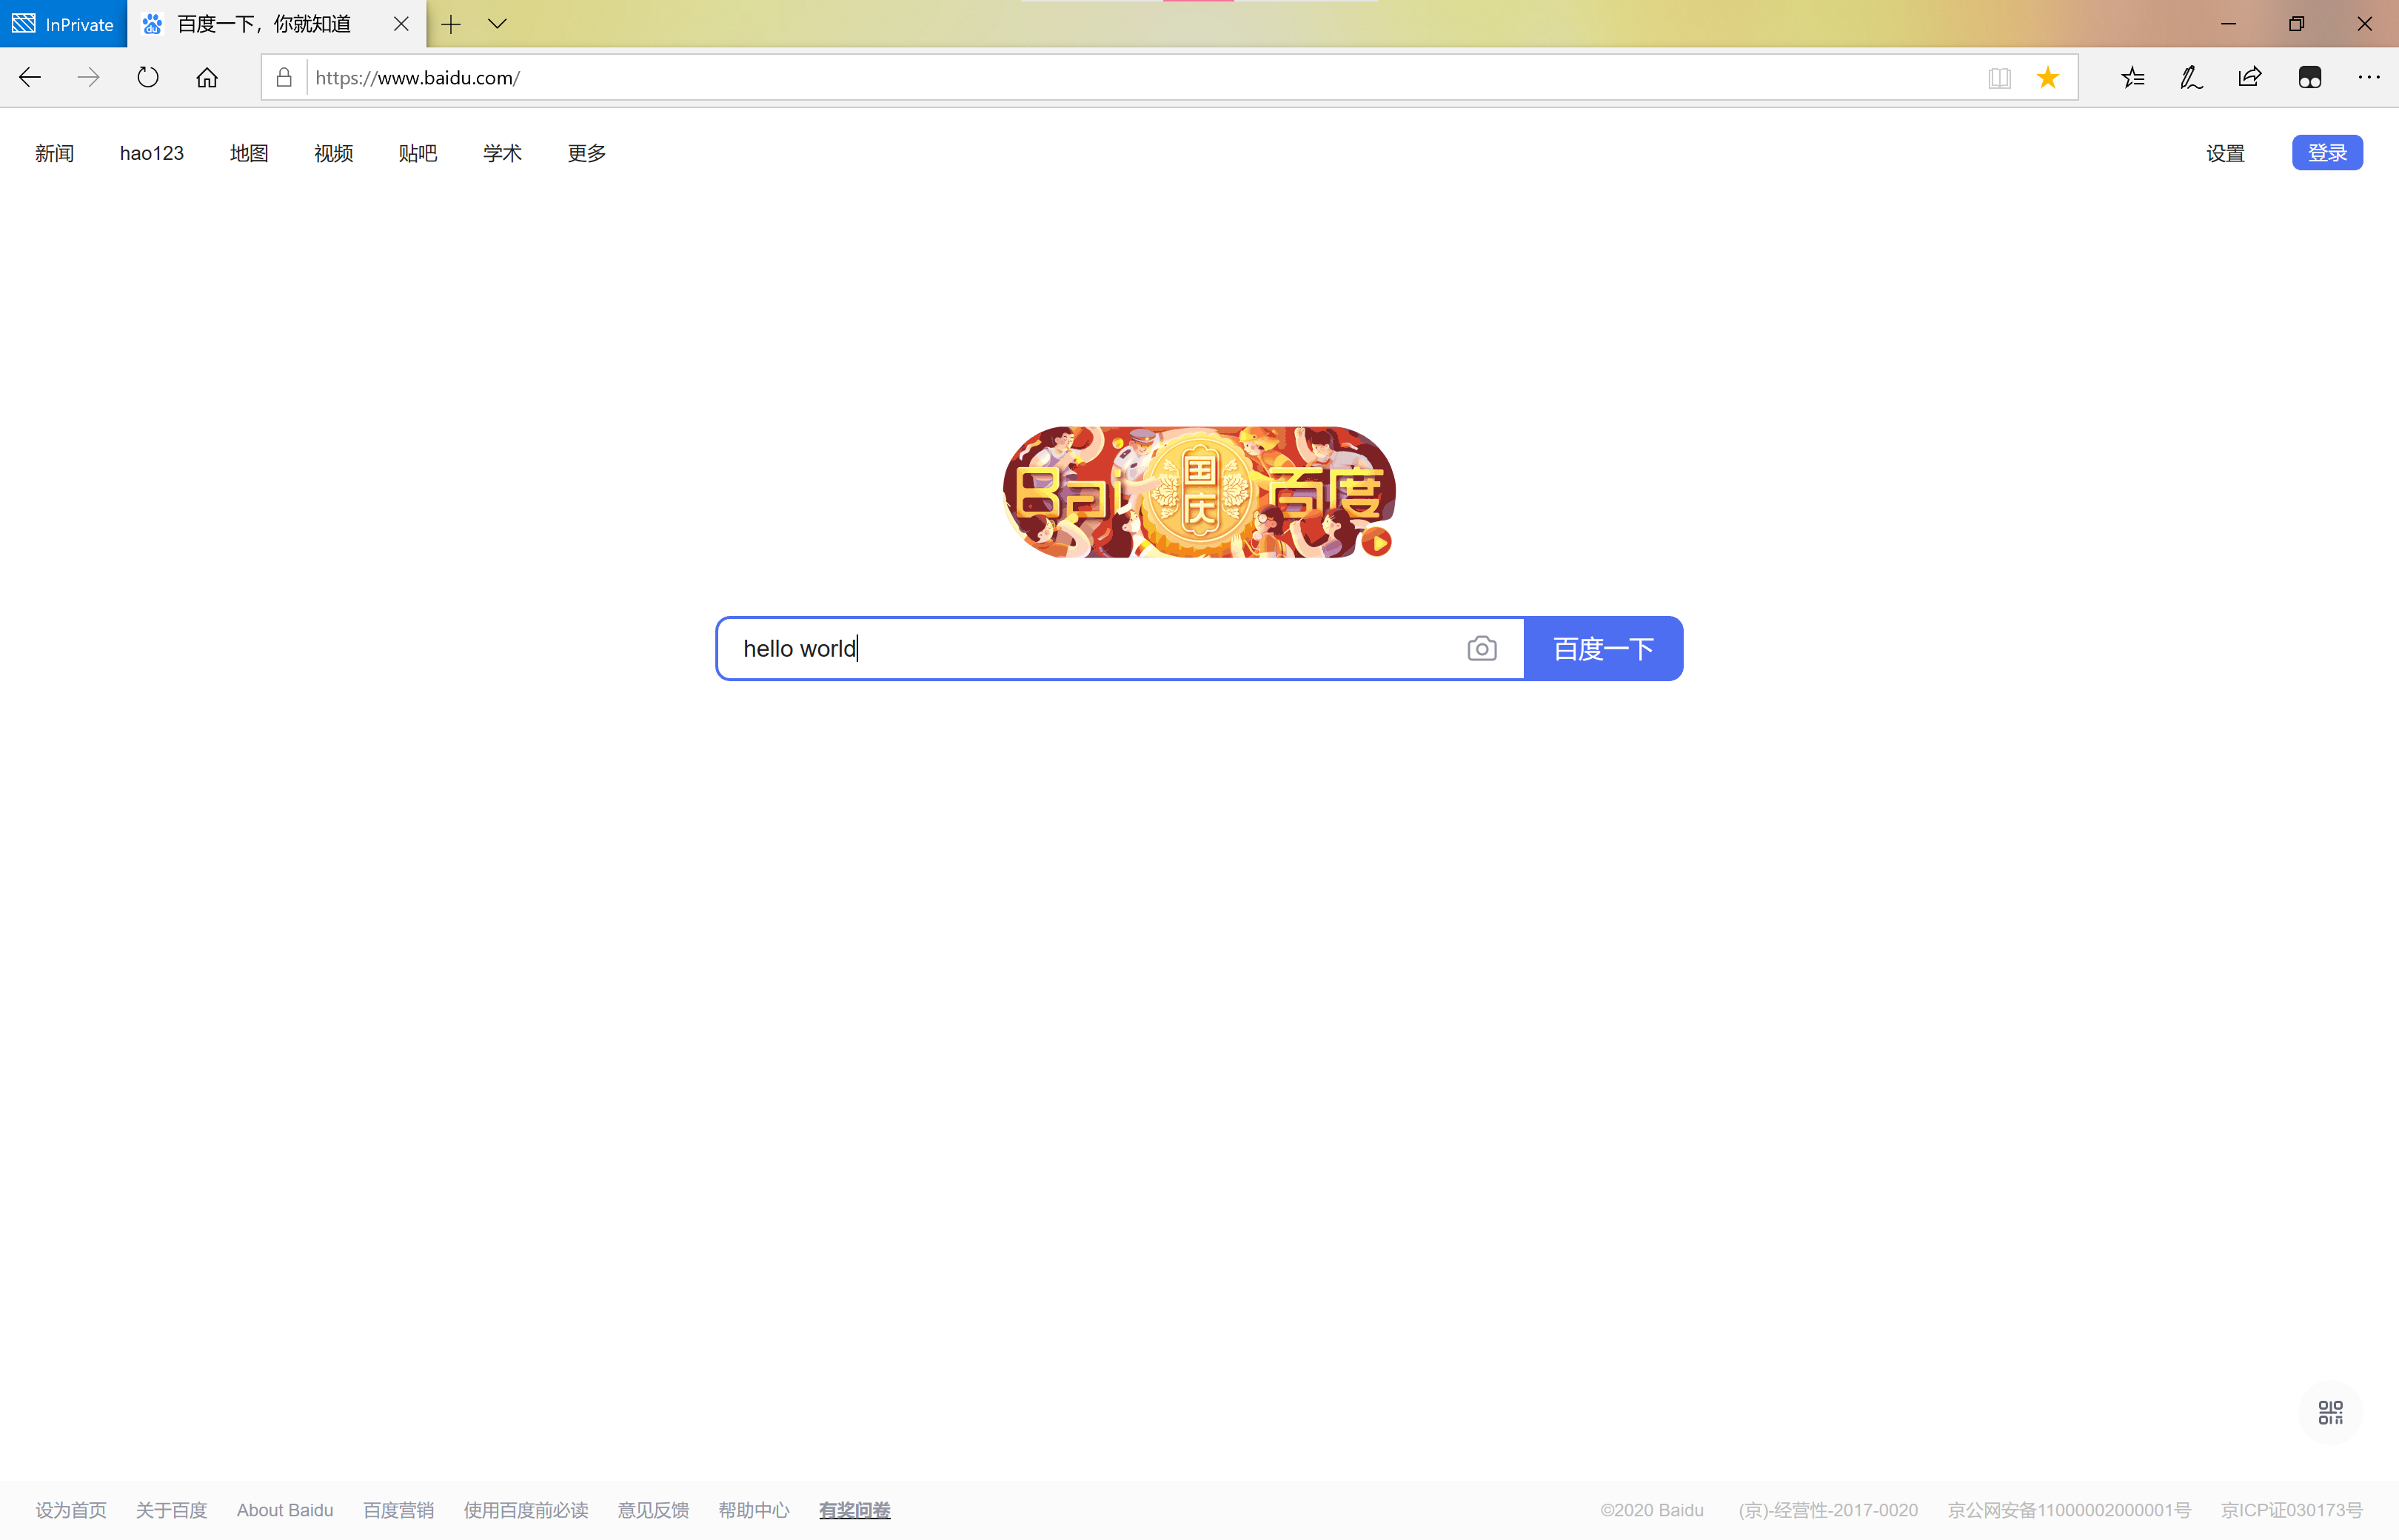 InPrivate 百度一下，你就知道
https://www.baidu.com/
新闻 hao123 地图 视频 贴吧 学术 更多 设置 登录
Bai 国庆 百度
hello world 百度一下
设为首页 关于百度 About Baidu 百度营销 使用百度前必读 意见反馈 帮助中心 有奖问卷 ©2020 Baidu (京)-经营性-2017-0020 京公网安备11000002000001号 京ICP证030173号